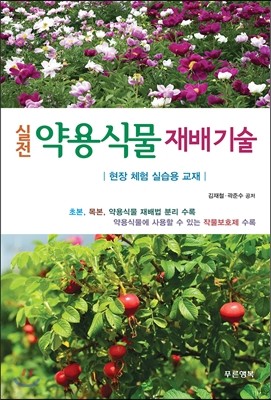 실전 약용식물 재배 기술
| 현장 체험 실습용 교재 |
김재철·곽준수 공저
초본, 목본, 약용식물 재배법 분리 수록
약용식물에 사용할 수 있는 작물보호제 수록
푸른행복